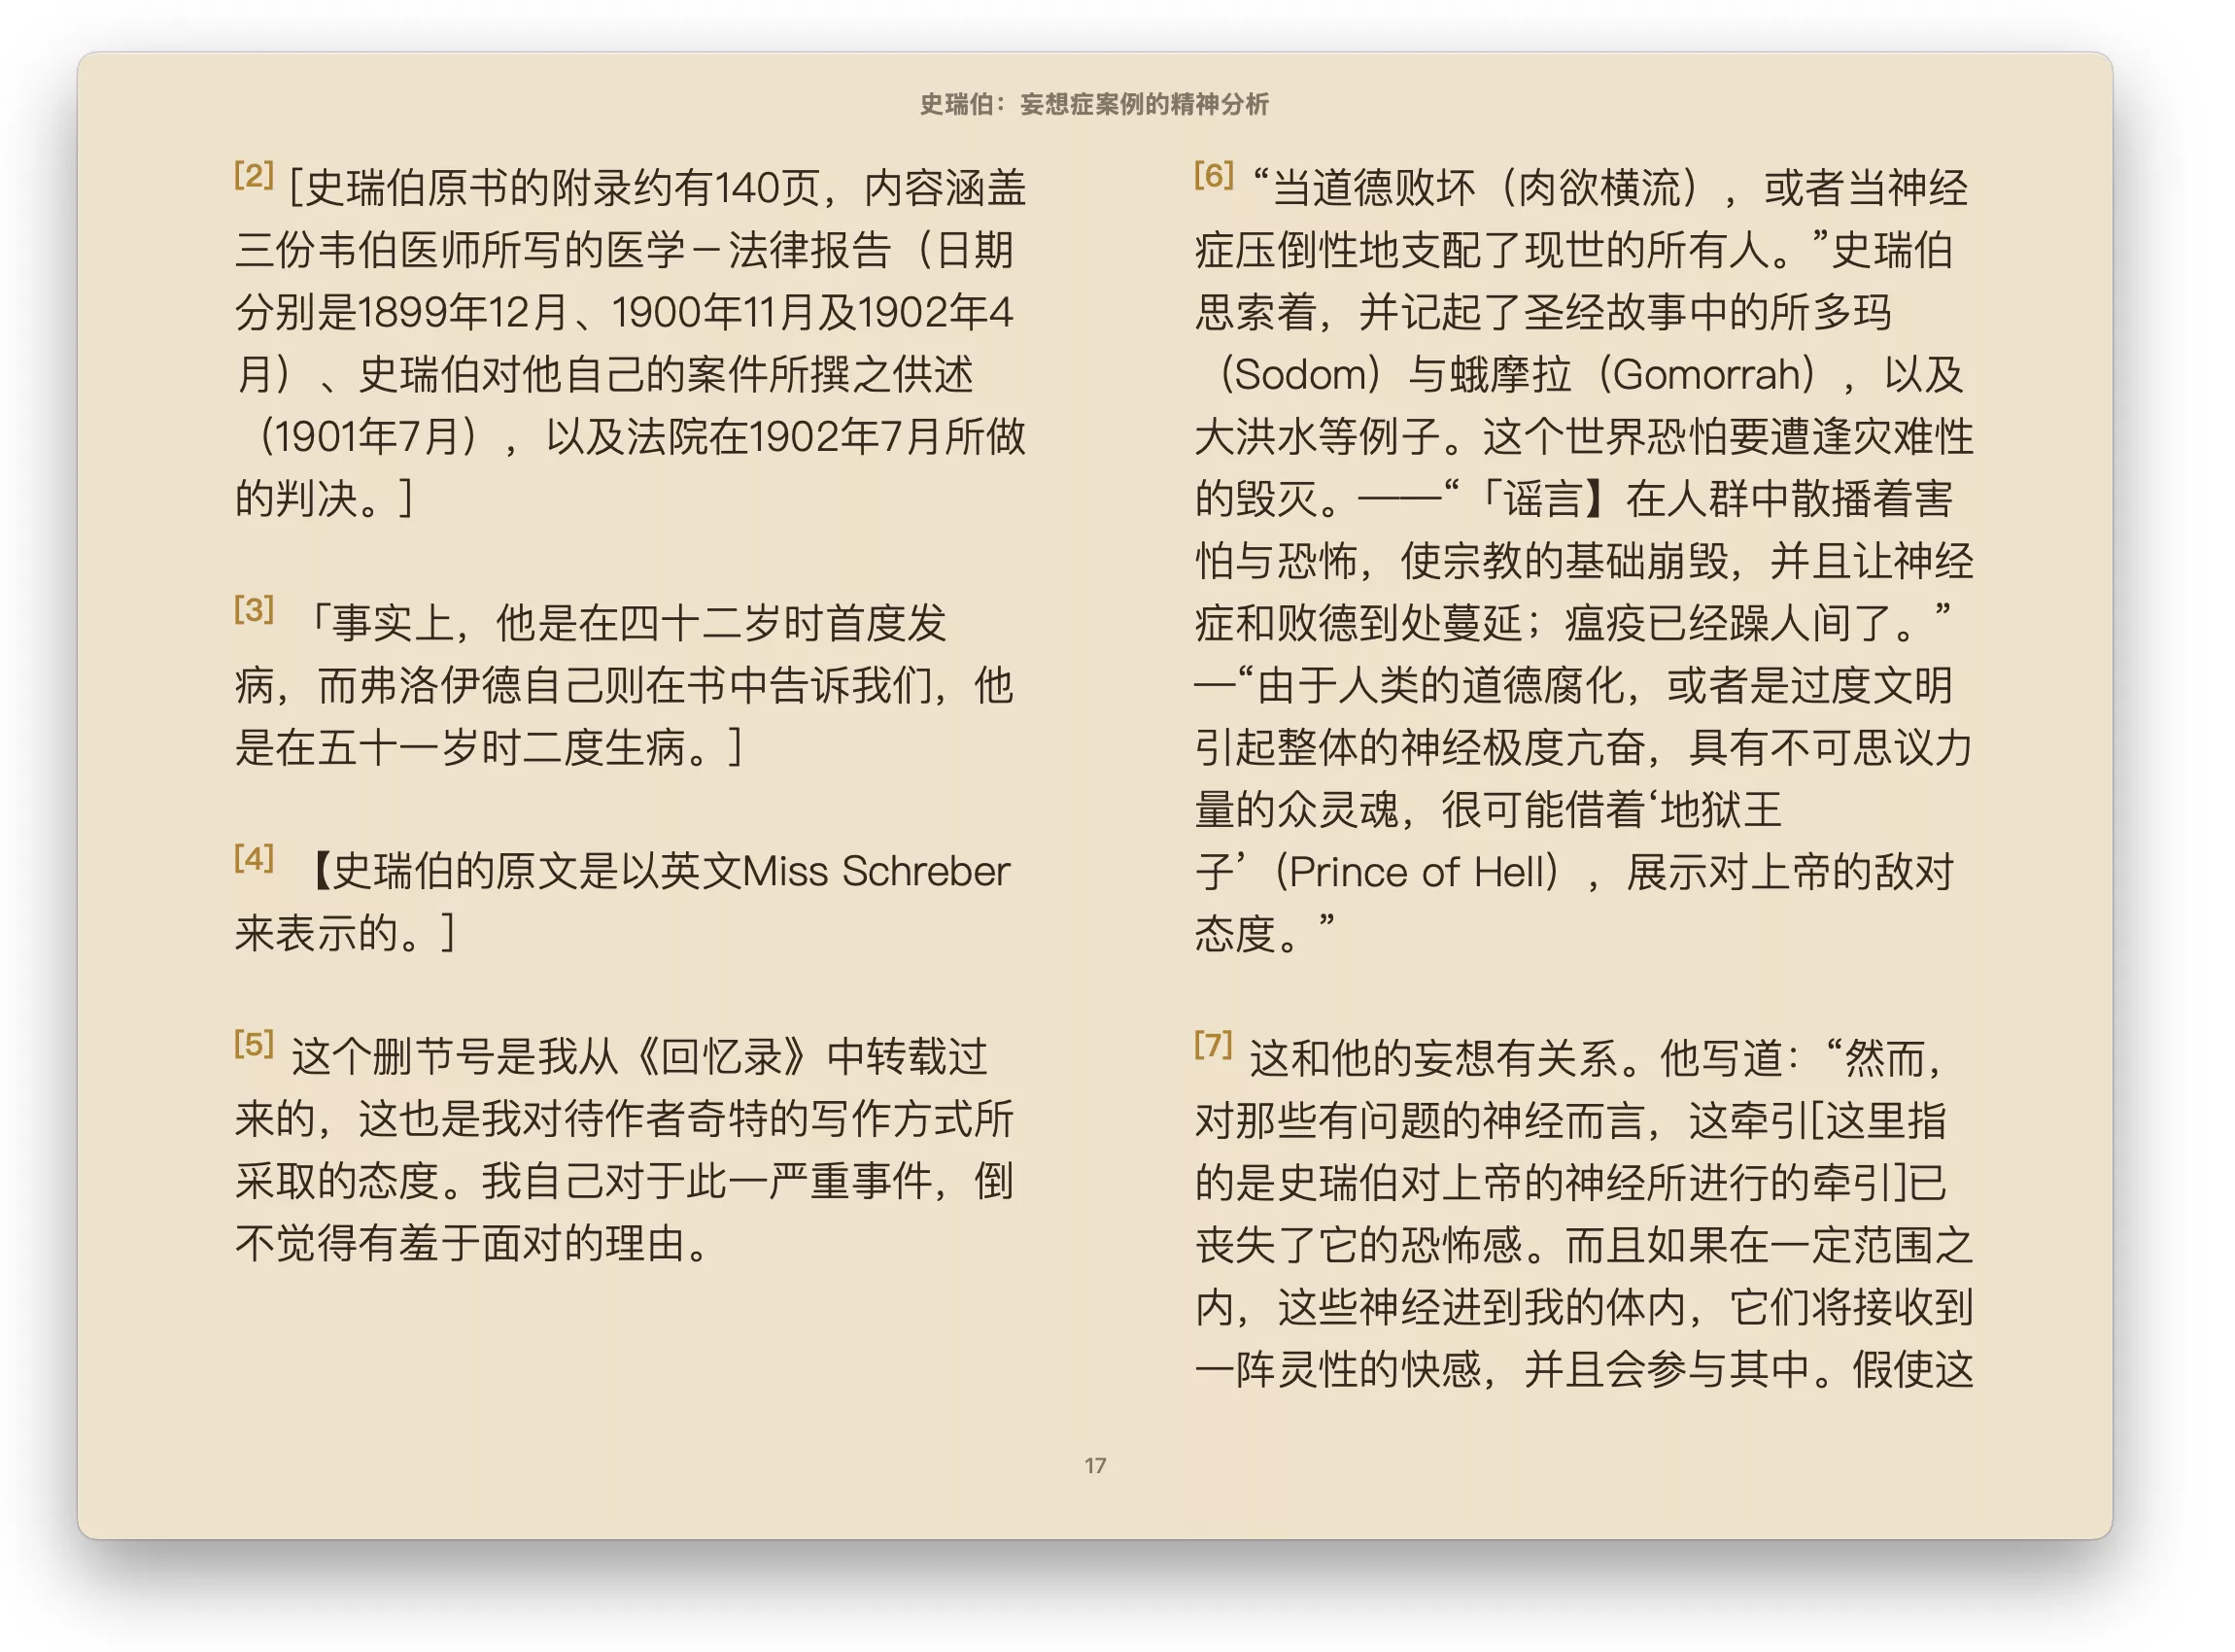 史瑞伯：妄想症案例的精神分析
[2] [史瑞伯原书的附录约有140页，内容涵盖
三份韦伯医师所写的医学－法律报告（日期
分别是1899年12月、1900年11月及1902年4
月）、史瑞伯对他自己的案件所撰之供述
（1901年7月），以及法院在1902年7月所做
的判决。]
[3] 「事实上，他是在四十二岁时首度发
病，而弗洛伊德自己则在书中告诉我们，他
是在五十一岁时二度生病。]
[4] 【史瑞伯的原文是以英文Miss Schreber
来表示的。]
[5] 这个删节号是我从《回忆录》中转载过
来的，这也是我对待作者奇特的写作方式所
采取的态度。我自己对于此一严重事件，倒
不觉得有羞于面对的理由。
[6] “当道德败坏（肉欲横流），或者当神经
症压倒性地支配了现世的所有人。”史瑞伯
思索着，并记起了圣经故事中的所多玛
（Sodom）与蛾摩拉（Gomorrah），以及
大洪水等例子。这个世界恐怕要遭逢灾难性
的毁灭。——“「谣言】在人群中散播着害
怕与恐怖，使宗教的基础崩毁，并且让神经
症和败德到处蔓延；瘟疫已经躁人间了。”
—“由于人类的道德腐化，或者是过度文明
引起整体的神经极度亢奋，具有不可思议力
量的众灵魂，很可能借着‘地狱王
子’（Prince of Hell），展示对上帝的敌对
态度。”
[7] 这和他的妄想有关系。他写道：“然而，
对那些有问题的神经而言，这牵引[这里指
的是史瑞伯对上帝的神经所进行的牵引]已
丧失了它的恐怖感。而且如果在一定范围之
内，这些神经进到我的体内，它们将接收到
一阵灵性的快感，并且会参与其中。假使这
17